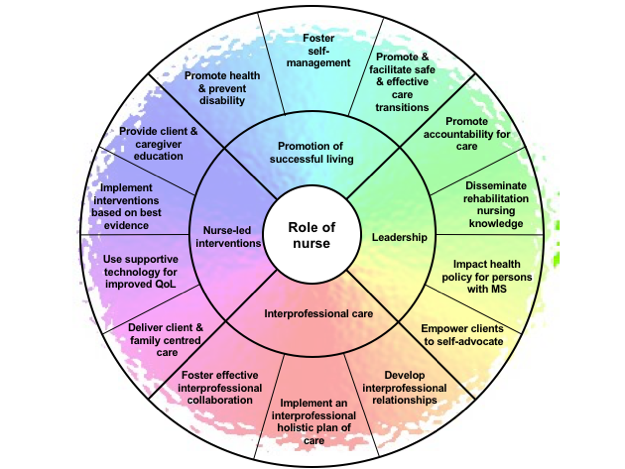 Foster
self-
management
Promote &
facilitate safe
& effective
care
transitions
Promote
accountability for
care
Disseminate
rehabilitation
nursing
knowledge
Impact health
policy for persons
with MS
Empower clients
to self-advocate
Develop
interprofessional
relationships
Implement an
interprofessional
holistic plan of
care
Foster effective
interprofessional
collaboration
Deliver client &
family centred
care
Use supportive
technology for
improved QoL
Implement
interventions
based on best
evidence
Provide client &
caregiver
education
Promote health
& prevent
disability
Promotion of
successful living
Leadership
Interprofessional care
Nurse-led
interventions
Role of
nurse